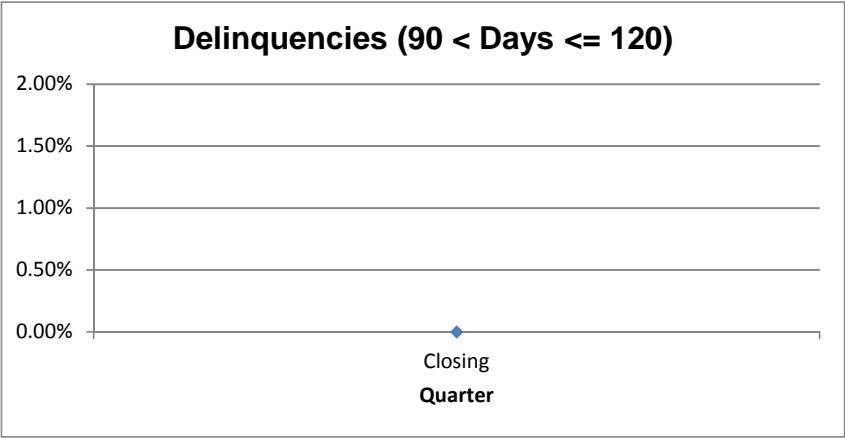 Delinquencies (90 < Days <= 120)
2.00%
1.50%
1.00%
0.50%
0.00%
Closing
Quarter